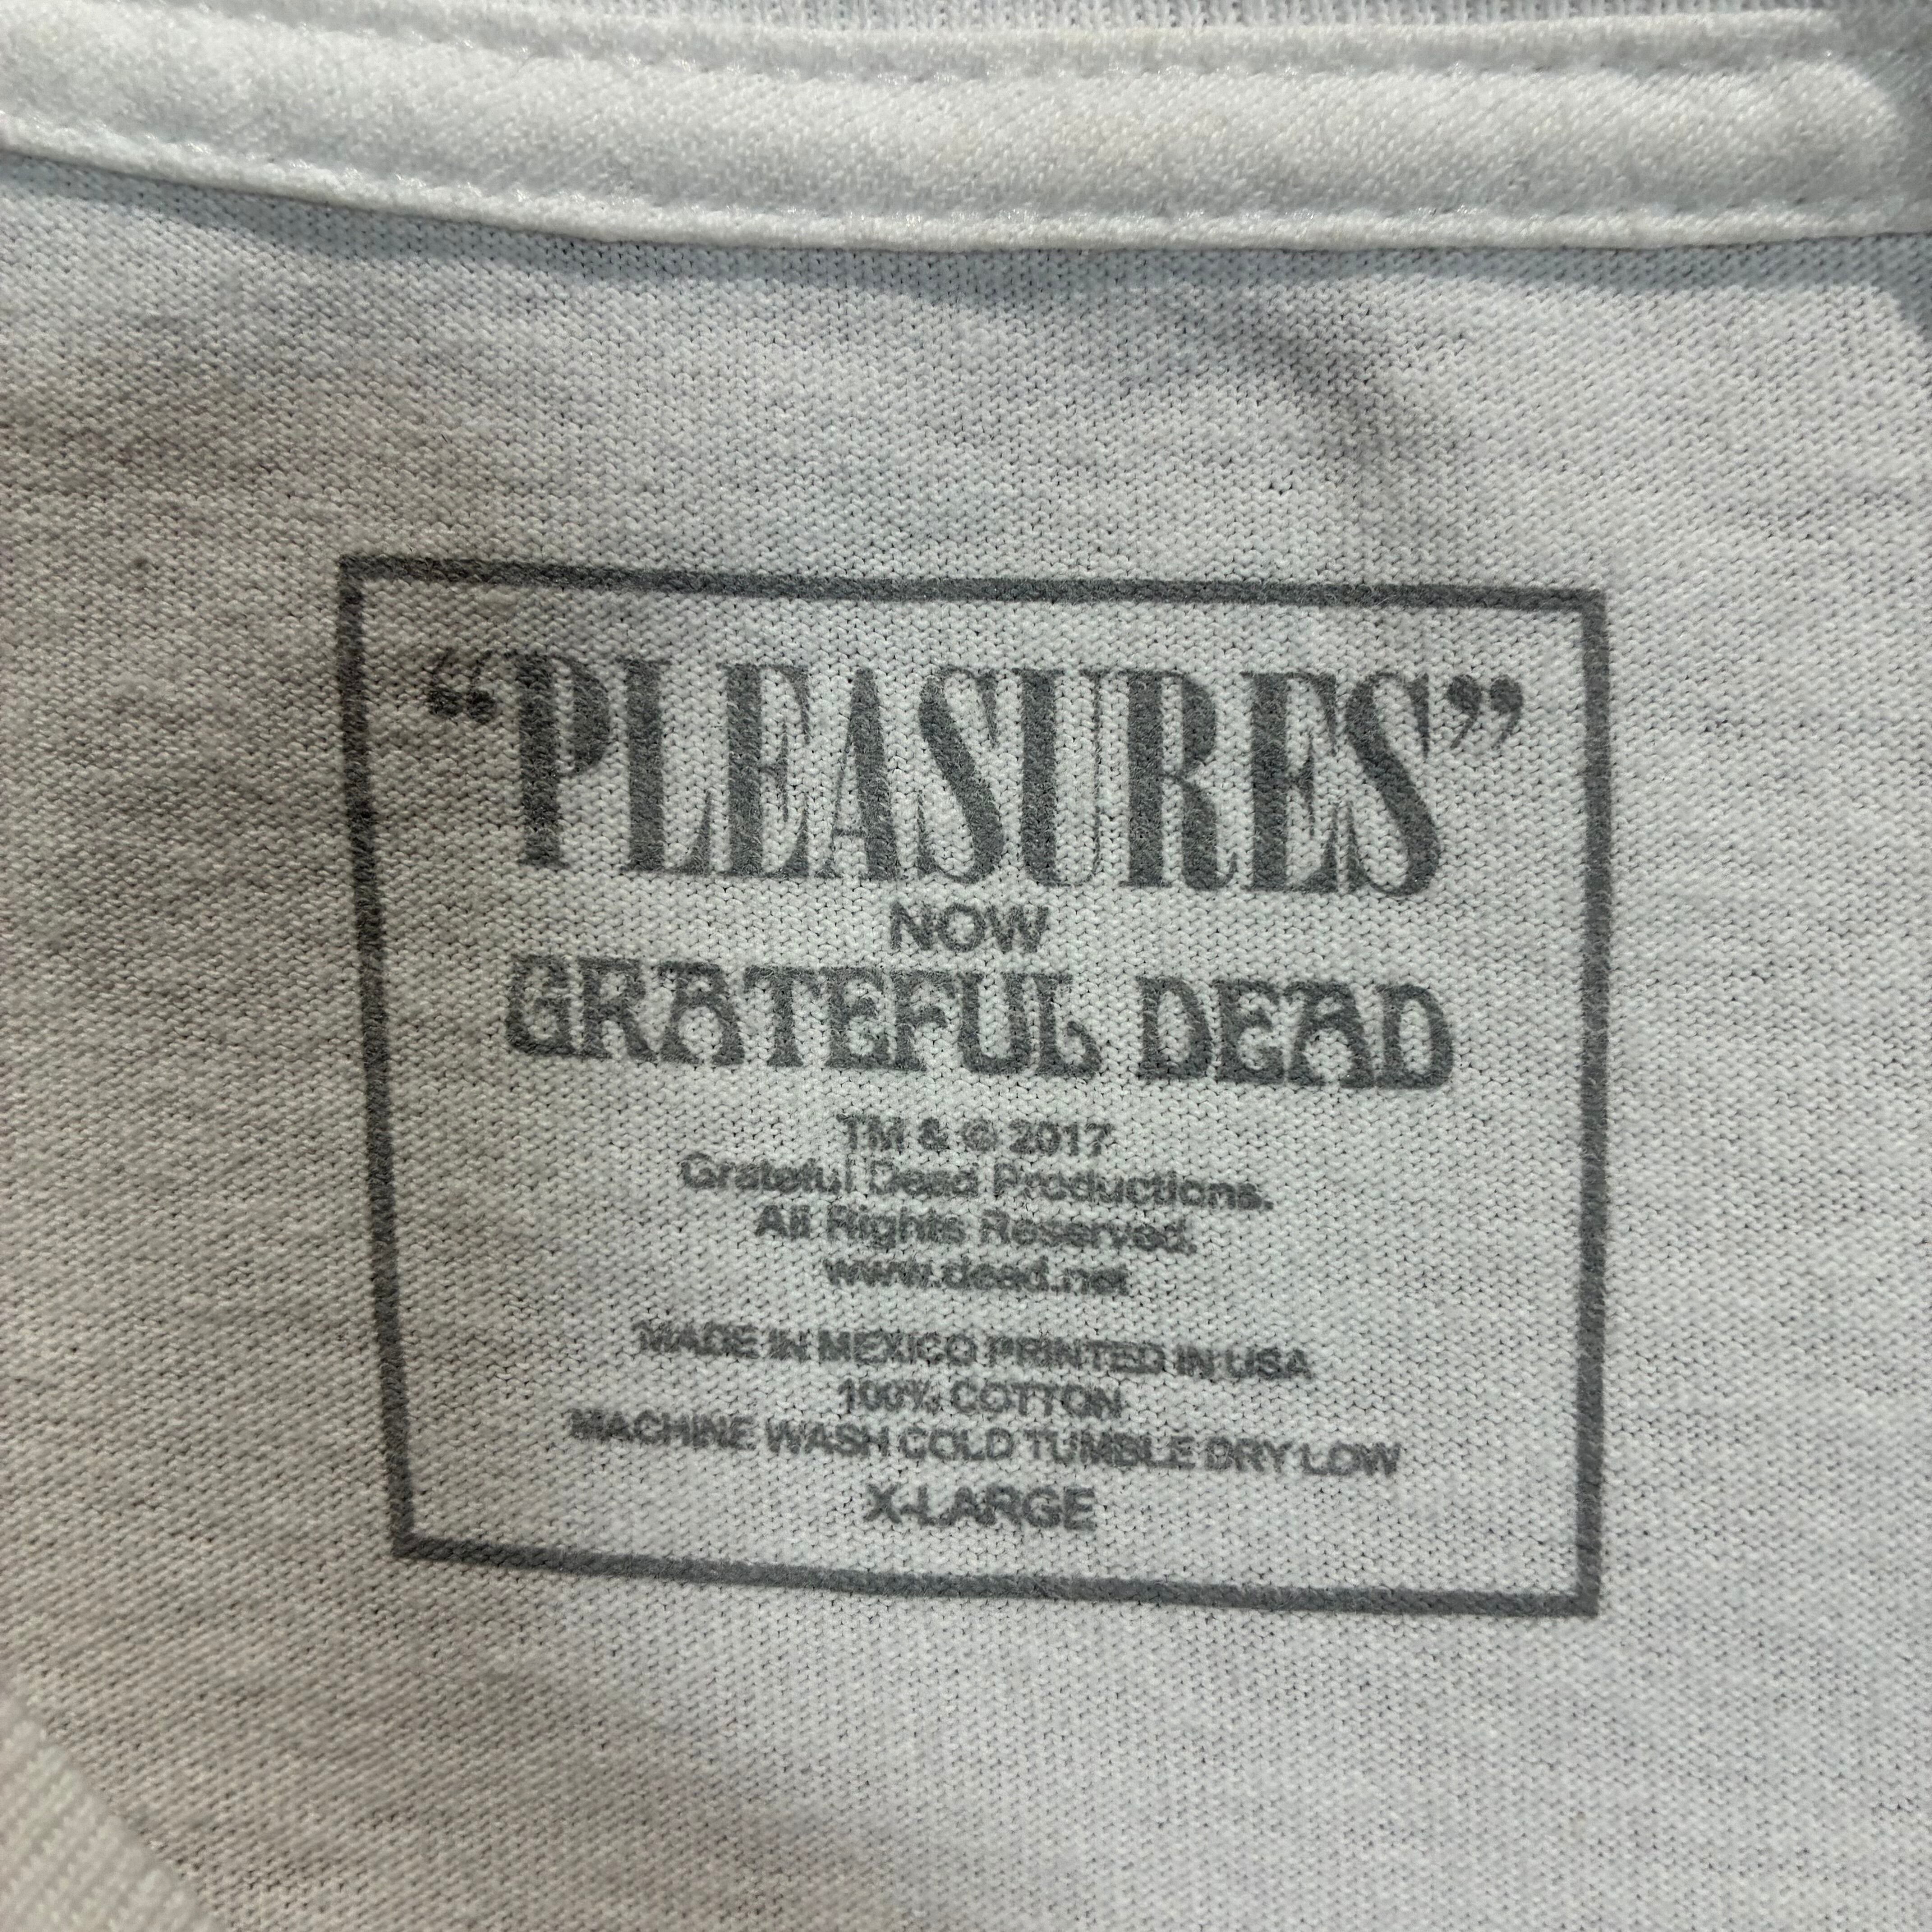 “PLEASURES”
NOW
GRATEFUL DEAD
TM & © 2017
Grateful Dead Productions.
All Rights Reserved.
www.dead.net
MADE IN MEXICO PRINTED IN USA
100% COTTON
MACHINE WASH COLD TUMBLE DRY LOW
X-LARGE